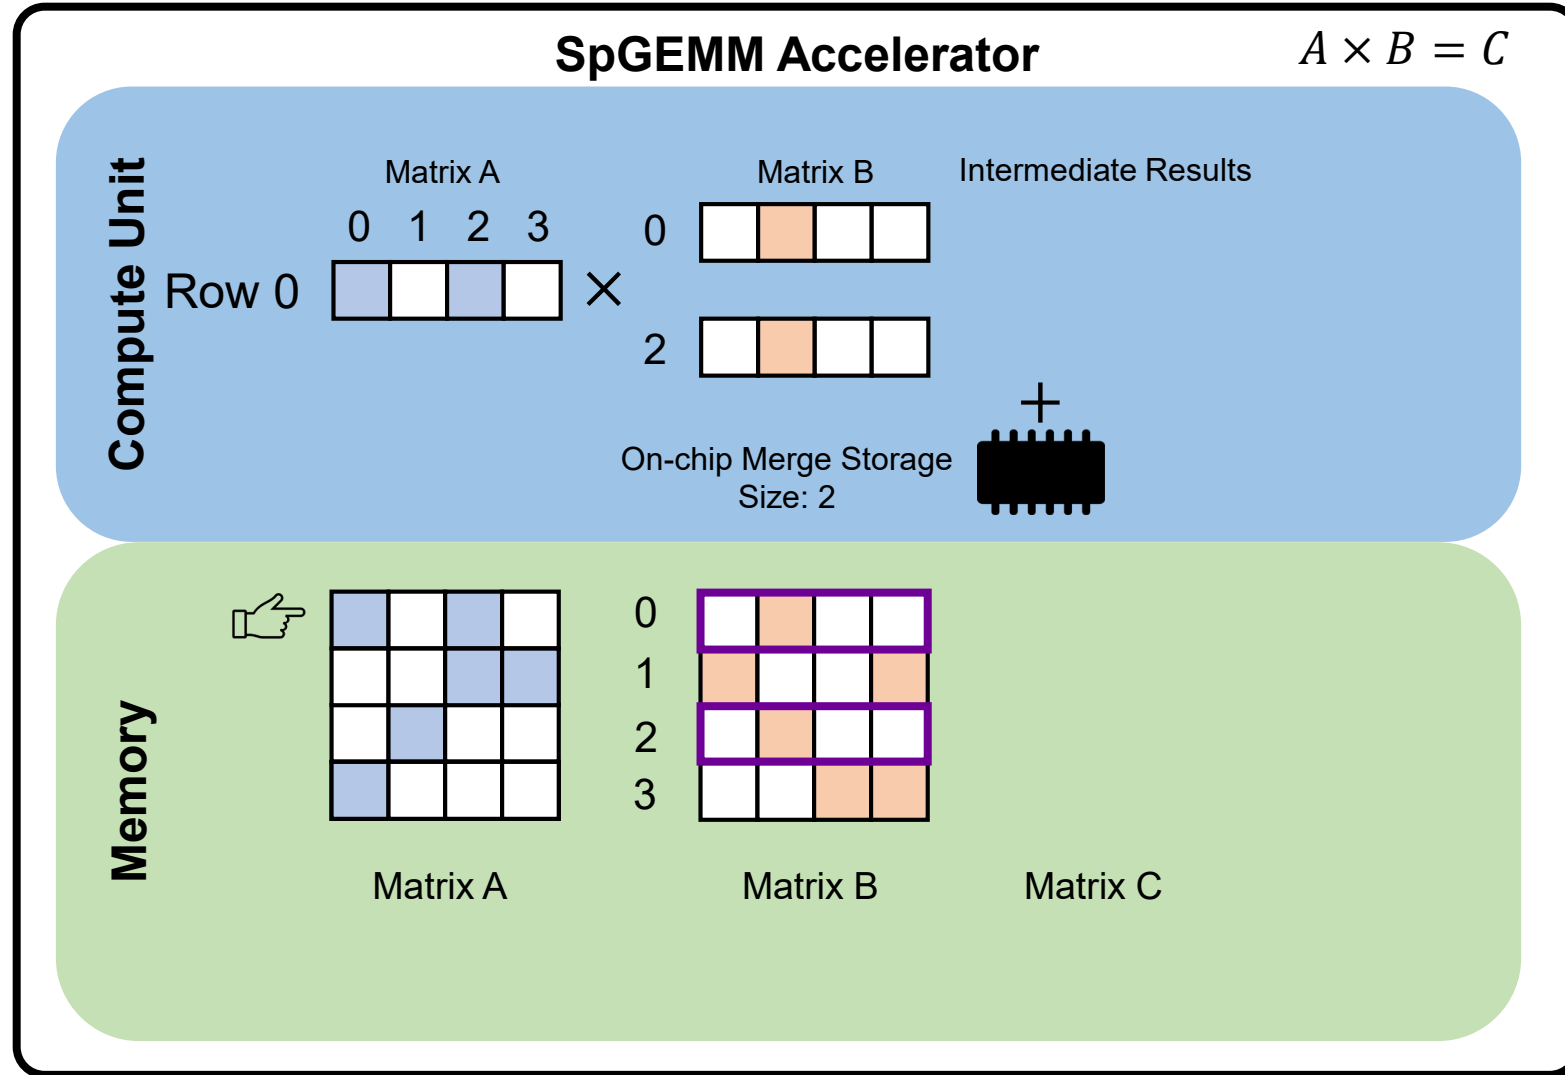 SpGEMM Accelerator
A × B = C
Compute Unit
Matrix A
Matrix B
Intermediate Results
0 1 2 3
0
Row 0
×
2
+
On-chip Merge Storage
Size: 2
Memory
0
1
2
3
Matrix A
Matrix B
Matrix C